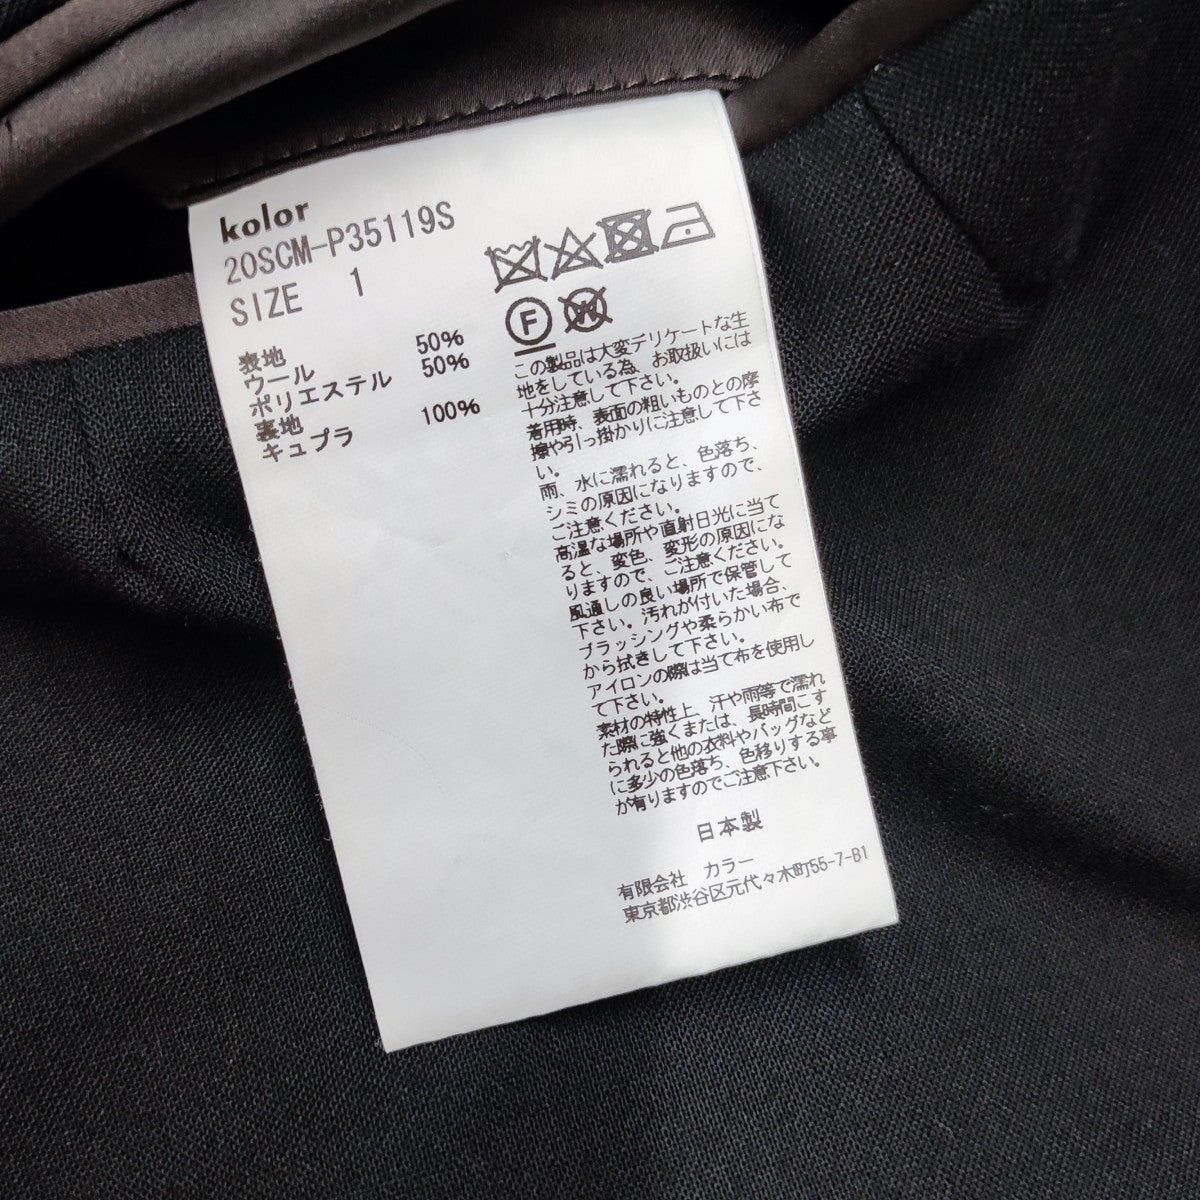 kolor
20SCM-P35119S
SIZE 1
表地
ウール 50%
ポリエステル 50%
裏地
キュプラ 100%
F
W
この製品は大変デリケートな生
地をしている為、お取扱いには
十分注意して下さい。
着用時、表面の粗いものとの摩
擦や引っ掛かりに注意して下さ
い。
雨、水に濡れると、色落ち、
シミの原因になりますので、
ご注意ください。
高温な場所や直射日光に当て
ると、変色、変形の原因にな
りますので、ご注意ください。
風通しの良い場所で保管して
下さい。汚れが付いた場合、
ブラッシングや柔らかい布で
から拭きして下さい。
アイロンの際は当て布を使用し
て下さい。
素材の特性上、汗や雨等で濡れ
た際に強くまたは、長時間こす
られると他の衣料やバッグなど
に多少の色落ち、色移りする事
が有りますのでご注意下さい。
日本製
有限会社 カラー
東京都渋谷区元代々木町55-7-B1